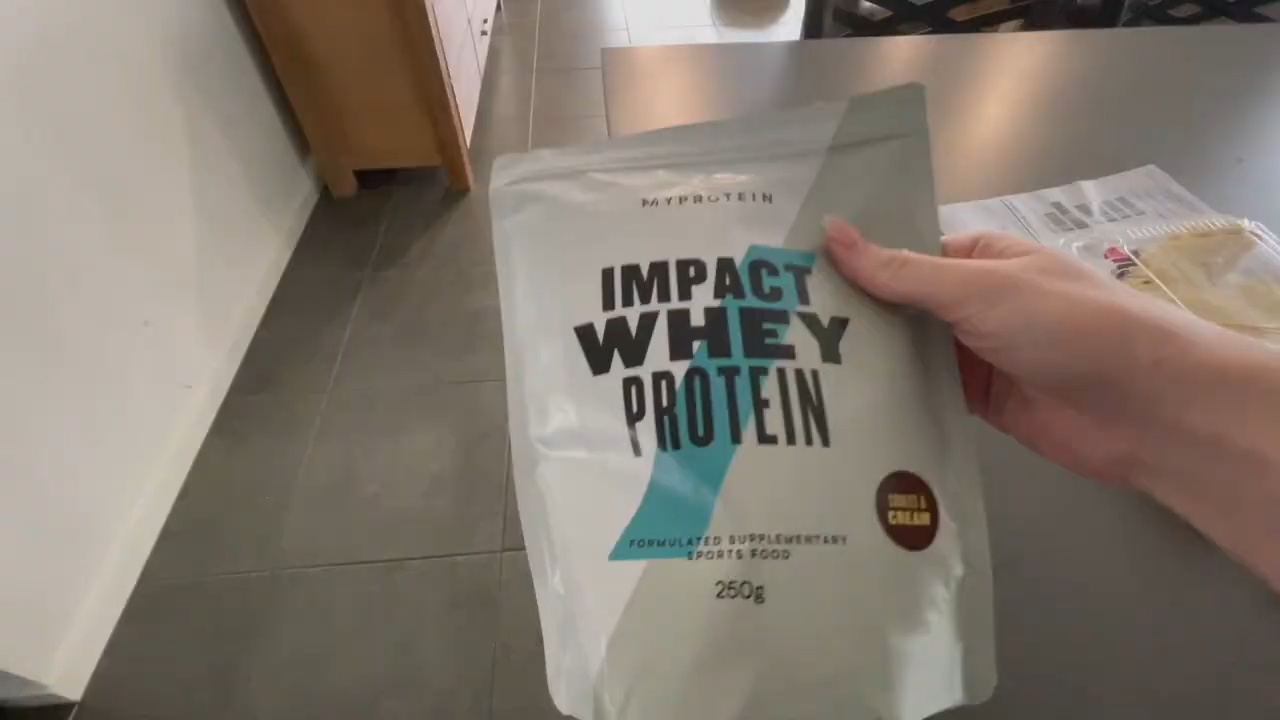 MYPROTEIN
IMPACT
WHEY
PROTEIN
COOKIES &
CREAM
FORMULATED SUPPLEMENTARY
SPORTS FOOD
250g